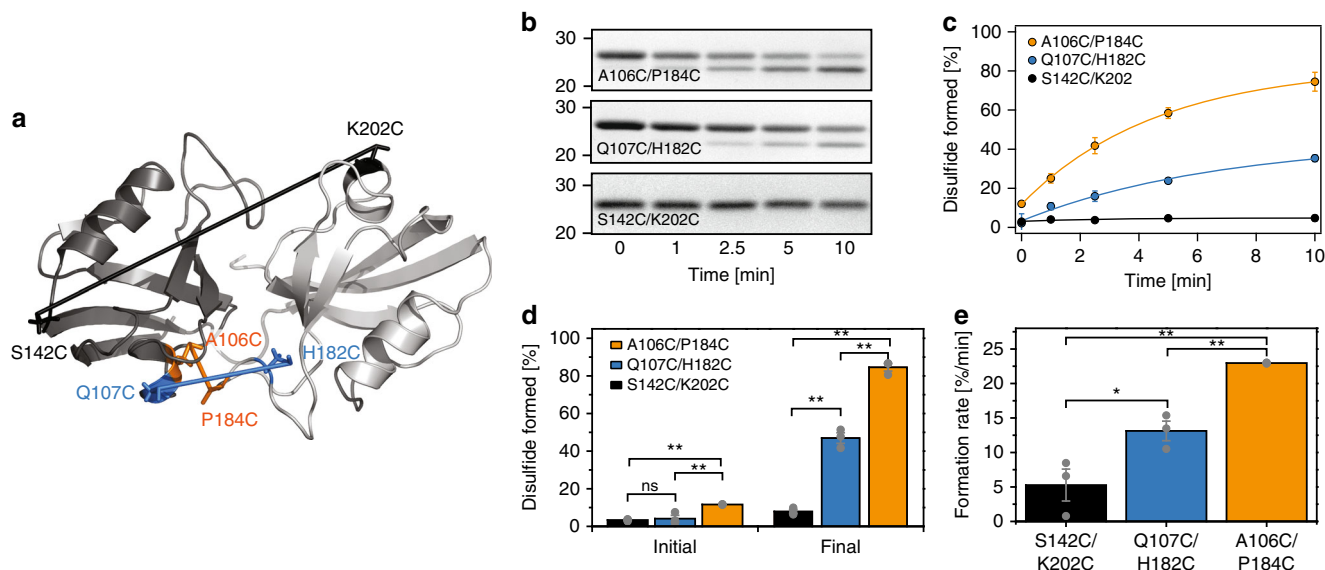 a
K202C
S142C
A106C
H182C
Q107C
P184C
b
30
20
A106C/P184C
30
20
Q107C/H182C
30
20
S142C/K202C
0 1 2.5 5 10
Time [min]
c
Disulfide formed [%]
100
80
60
40
20
0
A106C/P184C
Q107C/H182C
S142C/K202
0 2 4 6 8 10
Time [min]
d
Disulfide formed [%]
100
80
60
40
20
0
A106C/P184C
Q107C/H182C
S142C/K202C
**
**
ns
**
**
**
Initial Final
e
Formation rate [%/min]
25
20
15
10
5
0
**
**
*
S142C/ Q107C/ A106C/
K202C H182C P184C